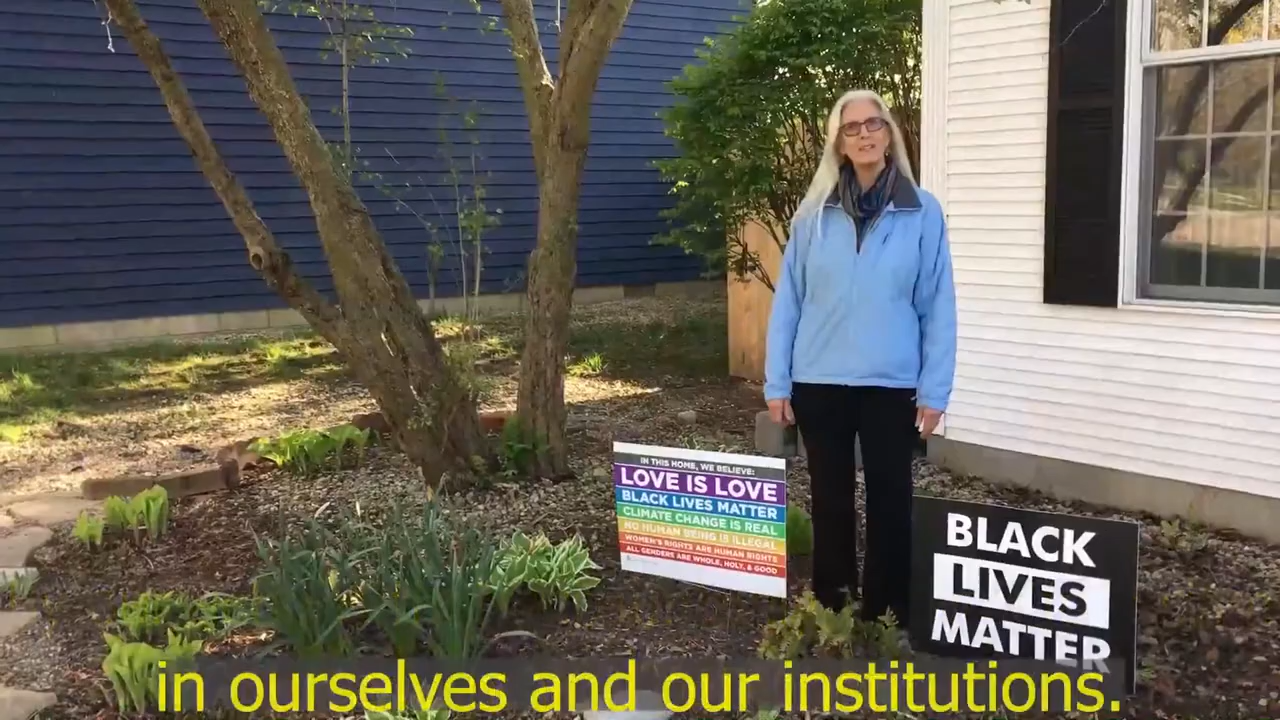 IN THIS HOME, WE BELIEVE:
LOVE IS LOVE
BLACK LIVES MATTER
CLIMATE CHANGE IS REAL
NO HUMAN BEING IS ILLEGAL
WOMEN'S RIGHTS ARE HUMAN RIGHTS
ALL GENDERS ARE WHOLE, HOLY, & GOOD
BLACK
LIVES
MATTER
in ourselves and our institutions.